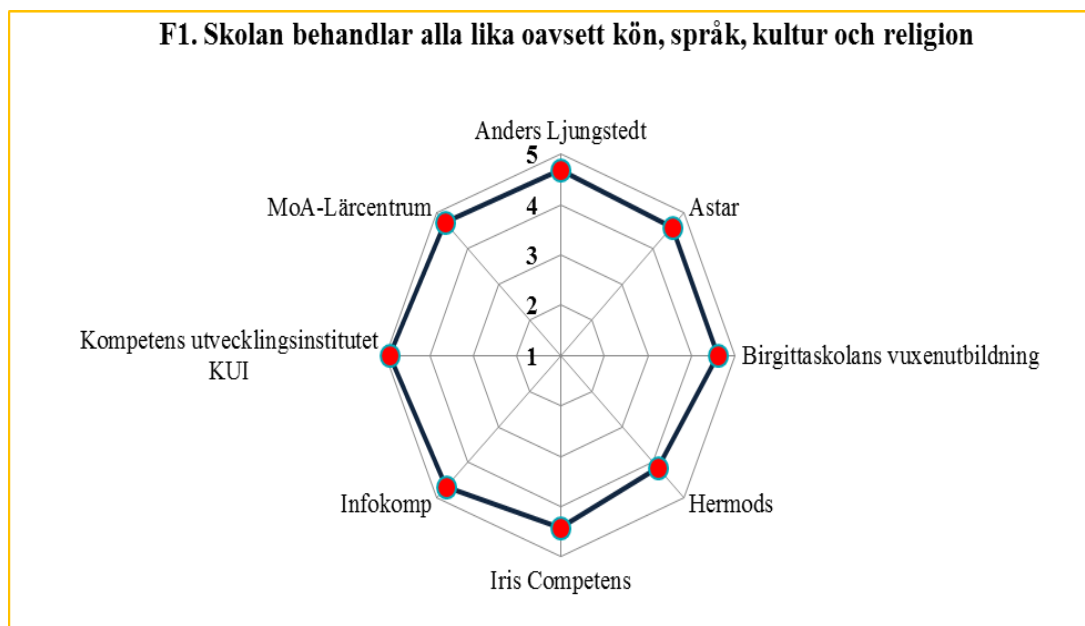 F1. Skolan behandlar alla lika oavsett kön, språk, kultur och religion
Anders Ljungstedt
5
MoA-Lärcentrum
Astar
4
3
2
Kompetens utvecklingsinstitutet
KUI
1
Birgittaskolans vuxenutbildning
Infokomp
Hermods
Iris Competens